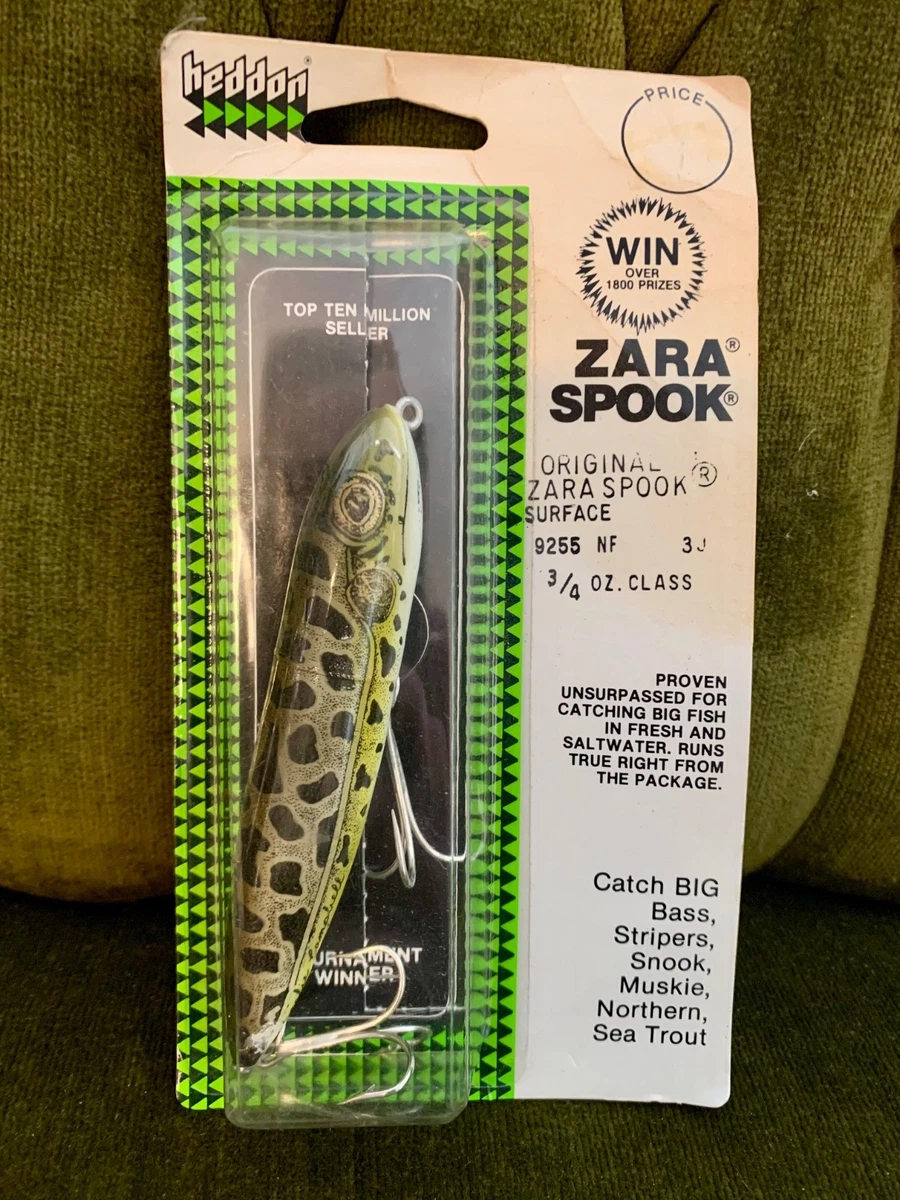 heddon®
PRICE
WIN
OVER
1800 PRIZES
ZARA®
SPOOK®
TOP TEN MILLION
SELLER
ORIGINAL
ZARA SPOOK®
SURFACE
9255 NF 3J
3/4 OZ. CLASS
PROVEN
UNSURPASSED FOR
CATCHING BIG FISH
IN FRESH AND
SALTWATER. RUNS
TRUE RIGHT FROM
THE PACKAGE.
Catch BIG
Bass,
Stripers,
Snook,
Muskie,
Northern,
Sea Trout
URNAMENT
WINNER